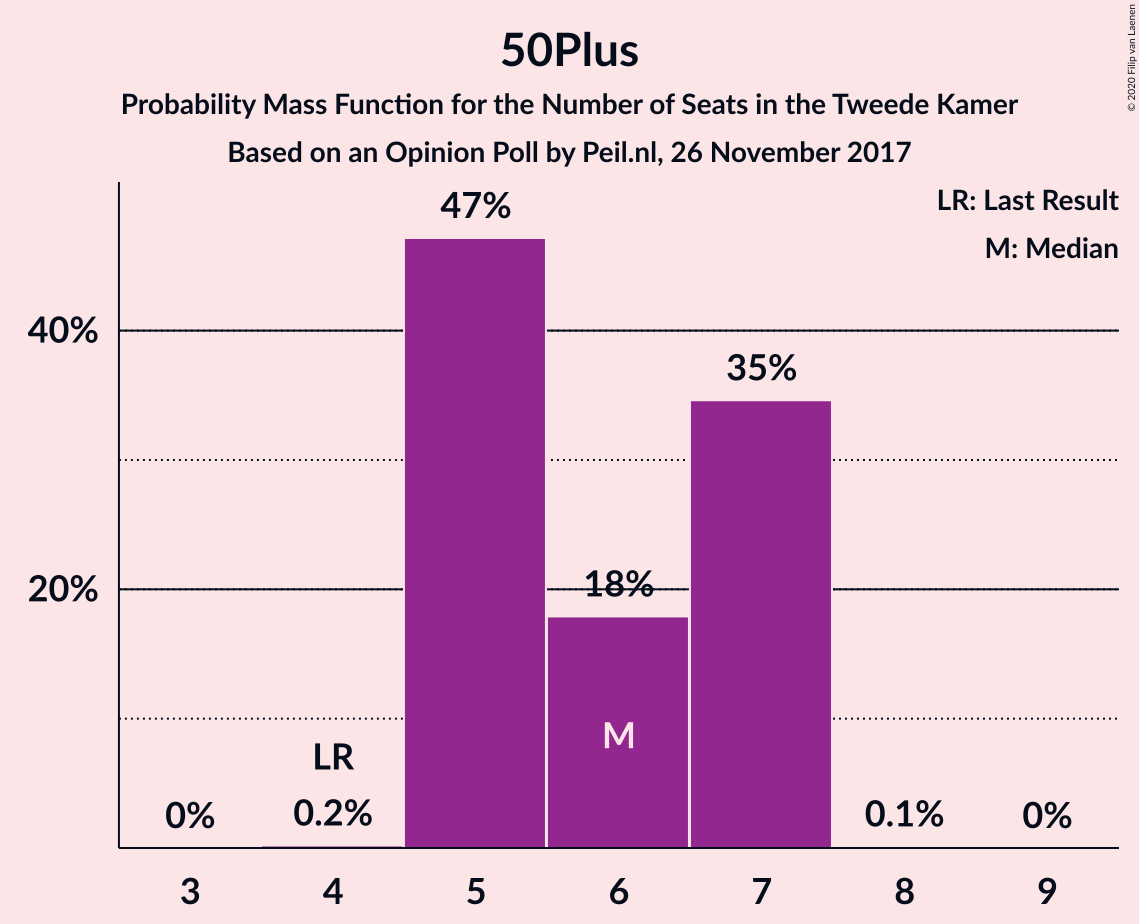 50Plus
Probability Mass Function for the Number of Seats in the Tweede Kamer
Based on an Opinion Poll by Peil.nl, 26 November 2017
© 2020 Filip van Laenen
LR: Last Result
M: Median
47%
40%
35%
20%
18%
M
LR
0%
0.2%
0.1%
0%
3
4
5
6
7
8
9